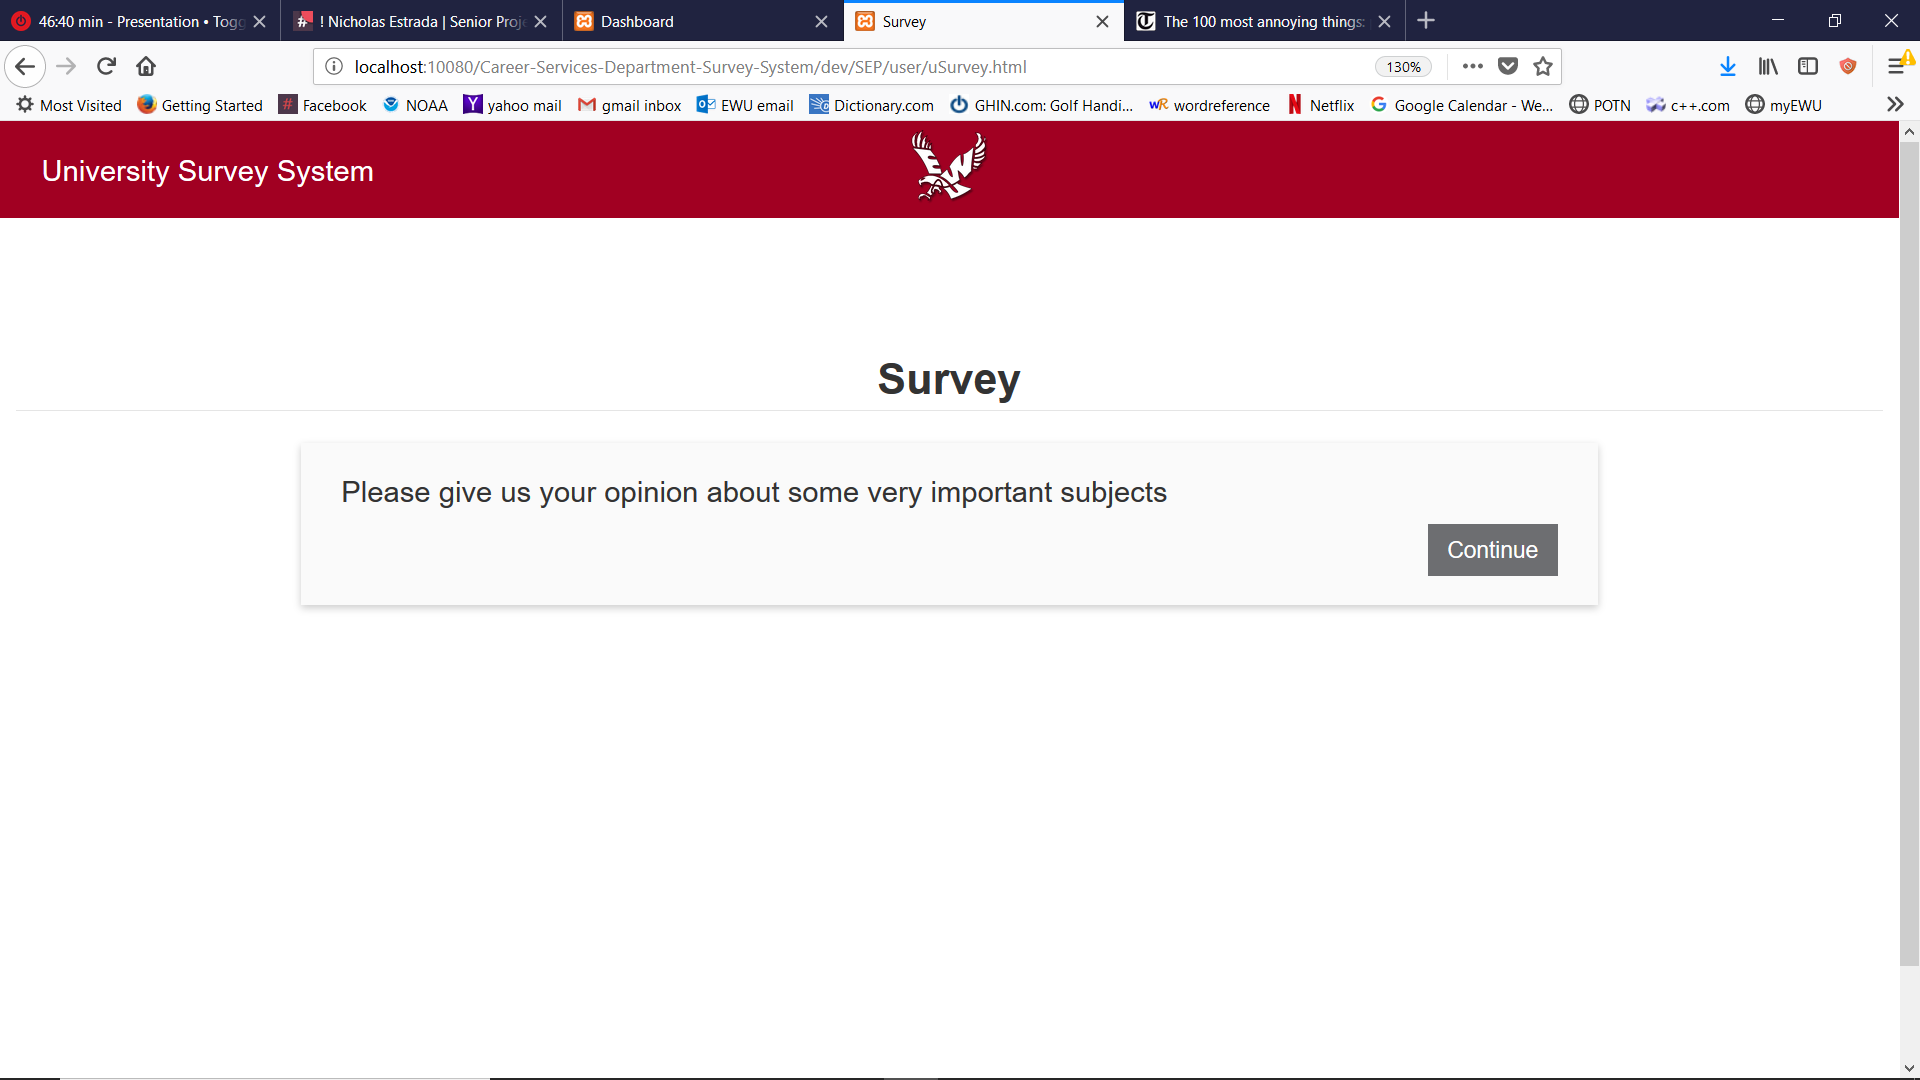 46:40 min - Presentation • Togg
! Nicholas Estrada | Senior Proje
Dashboard
Survey
The 100 most annoying things:
localhost:10080/Career-Services-Department-Survey-System/dev/SEP/user/uSurvey.html
130%
Most Visited
Getting Started
Facebook
NOAA
yahoo mail
gmail inbox
EWU email
Dictionary.com
GHIN.com: Golf Handi...
wordreference
Netflix
Google Calendar - We...
POTN
c++.com
myEWU
University Survey System
Survey
Please give us your opinion about some very important subjects
Continue